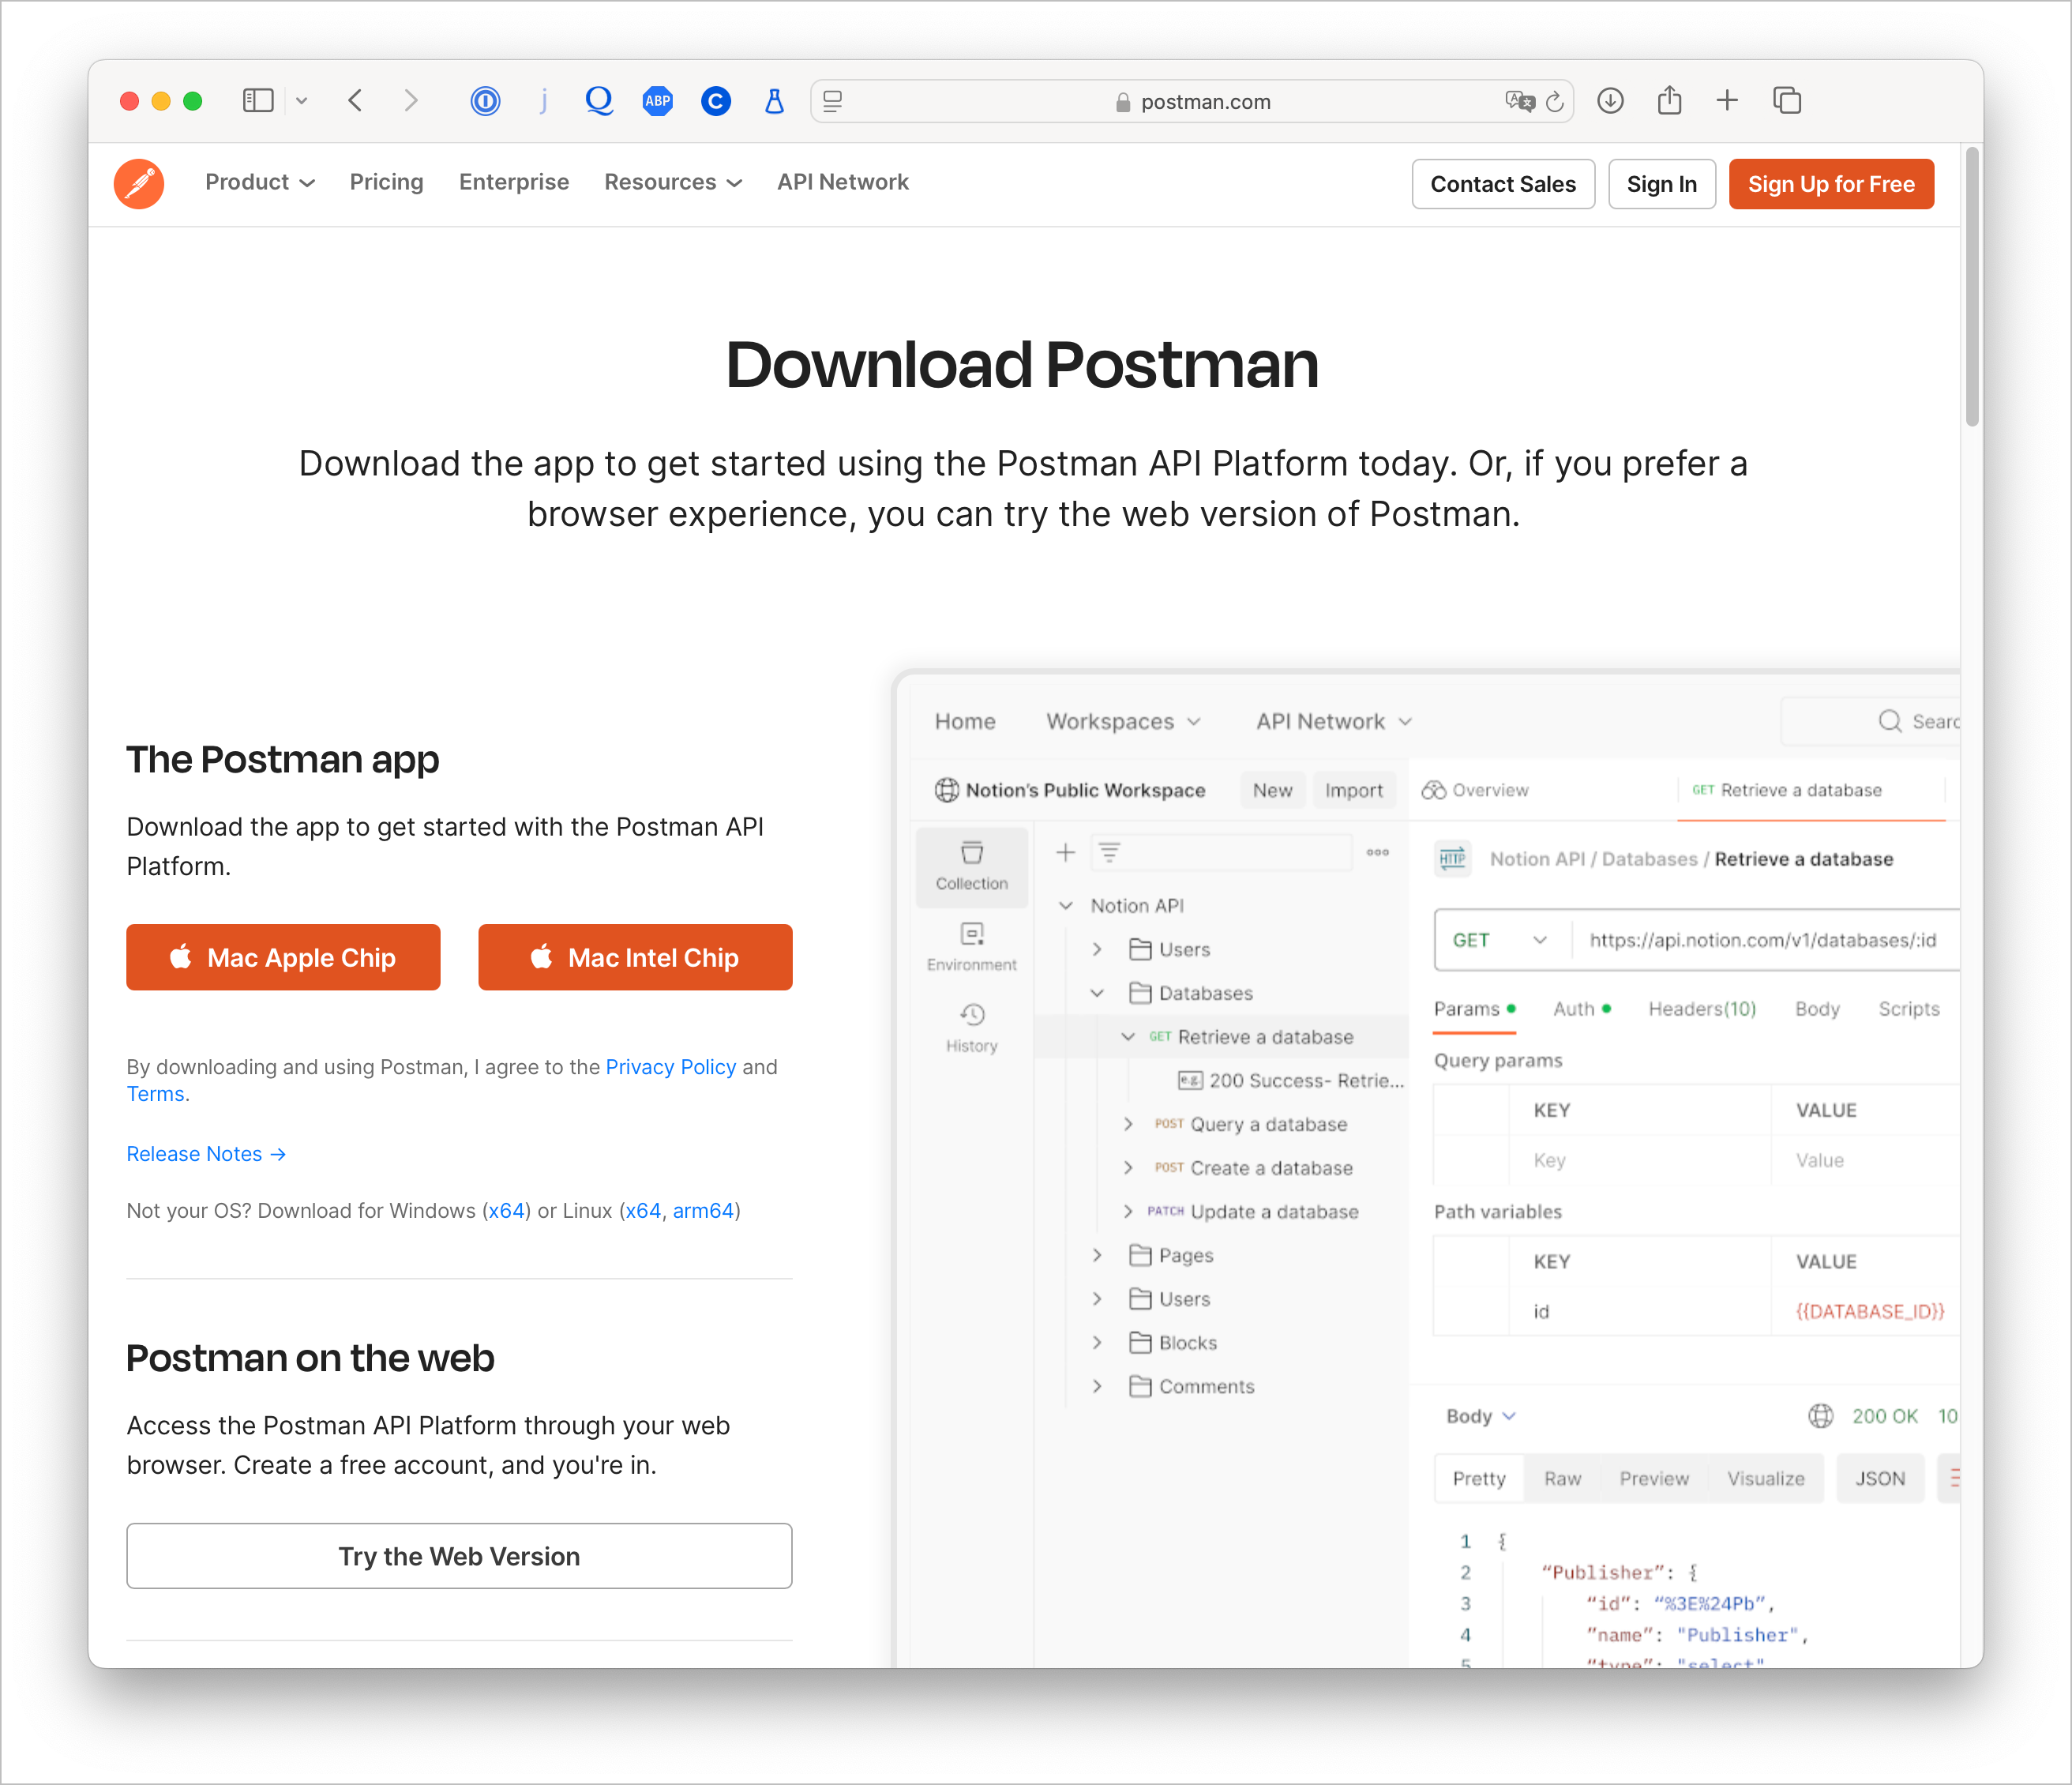 ABP
postman.com
Product
Pricing
Enterprise
Resources
API Network
Contact Sales
Sign In
Sign Up for Free
Download Postman
Download the app to get started using the Postman API Platform today. Or, if you prefer a
browser experience, you can try the web version of Postman.
The Postman app
Download the app to get started with the Postman API
Platform.
Mac Apple Chip
Mac Intel Chip
By downloading and using Postman, I agree to the Privacy Policy and
Terms.
Release Notes →
Not your OS? Download for Windows (x64) or Linux (x64, arm64)
Postman on the web
Access the Postman API Platform through your web
browser. Create a free account, and you're in.
Try the Web Version
Home
Workspaces
API Network
Searc
Notion's Public Workspace
New
Import
Overview
GET Retrieve a database
Collection
Environment
History
Notion API
Users
Databases
GET Retrieve a database
e.g. 200 Success- Retrie...
POST Query a database
POST Create a database
PATCH Update a database
Pages
Users
Blocks
Comments
HTTP
Notion API / Databases / Retrieve a database
GET
https://api.notion.com/v1/databases/:id
Params
Auth
Headers(10)
Body
Scripts
Query params
KEY VALUE
Key Value
Path variables
KEY VALUE
id {{DATABASE_ID}}
Body
200 OK 10
Pretty
Raw
Preview
Visualize
JSON
1 {
2 “Publisher”: {
3 “id”: “%3E%24Pb”,
4 ”name”: "Publisher",
5 “type”: "select"